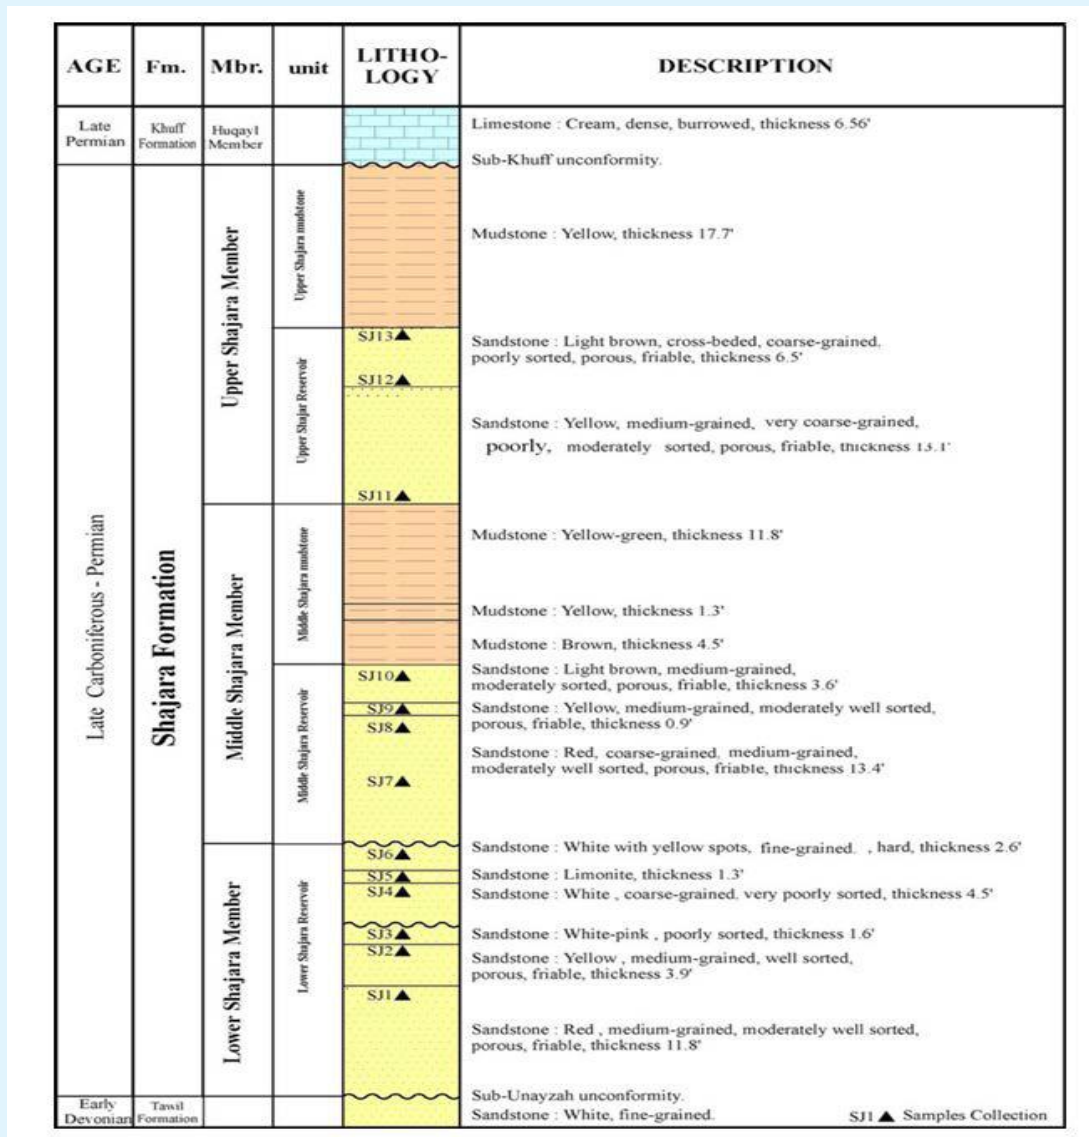 AGE
Fm.
Mbr.
unit
LITHO-
LOGY
DESCRIPTION
Late
Permian
Khuff
Formation
Huqayl
Member
Limestone : Cream, dense, burrowed, thickness 6.56'
Sub-Khuff unconformity.
Late Carboniferous - Permian
Shajara Formation
Upper Shajara Member
Upper Shajara mudstone
Mudstone : Yellow, thickness 17.7'
Upper Shajar Reservoir
SJ13
Sandstone : Light brown, cross-beded, coarse-grained,
poorly sorted, porous, friable, thickness 6.5'
SJ12
Sandstone : Yellow, medium-grained, very coarse-grained,
poorly, moderately sorted, porous, friable, thickness 13.1'
SJ11
Middle Shajara Member
Middle Shajara mudstone
Mudstone : Yellow-green, thickness 11.8'
Mudstone : Yellow, thickness 1.3'
Mudstone : Brown, thickness 4.5'
Middle Shajara Reservoir
SJ10
Sandstone : Light brown, medium-grained,
moderately sorted, porous, friable, thickness 3.6'
SJ9
Sandstone : Yellow, medium-grained, moderately well sorted,
porous, friable, thickness 0.9'
SJ8
Sandstone : Red, coarse-grained, medium-grained,
moderately well sorted, porous, friable, thickness 13.4'
SJ7
Lower Shajara Member
Lower Shajara Reservoir
SJ6
Sandstone : White with yellow spots, fine-grained. , hard, thickness 2.6'
SJ5
Sandstone : Limonite, thickness 1.3'
SJ4
Sandstone : White , coarse-grained, very poorly sorted, thickness 4.5'
SJ3
Sandstone : White-pink , poorly sorted, thickness 1.6'
SJ2
Sandstone : Yellow , medium-grained, well sorted,
porous, friable, thickness 3.9'
SJ1
Sandstone : Red , medium-grained, moderately well sorted,
porous, friable, thickness 11.8'
Early
Devonian
Tawil
Formation
Sub-Unayzah unconformity.
Sandstone : White, fine-grained.
SJ1 ▲ Samples Collection